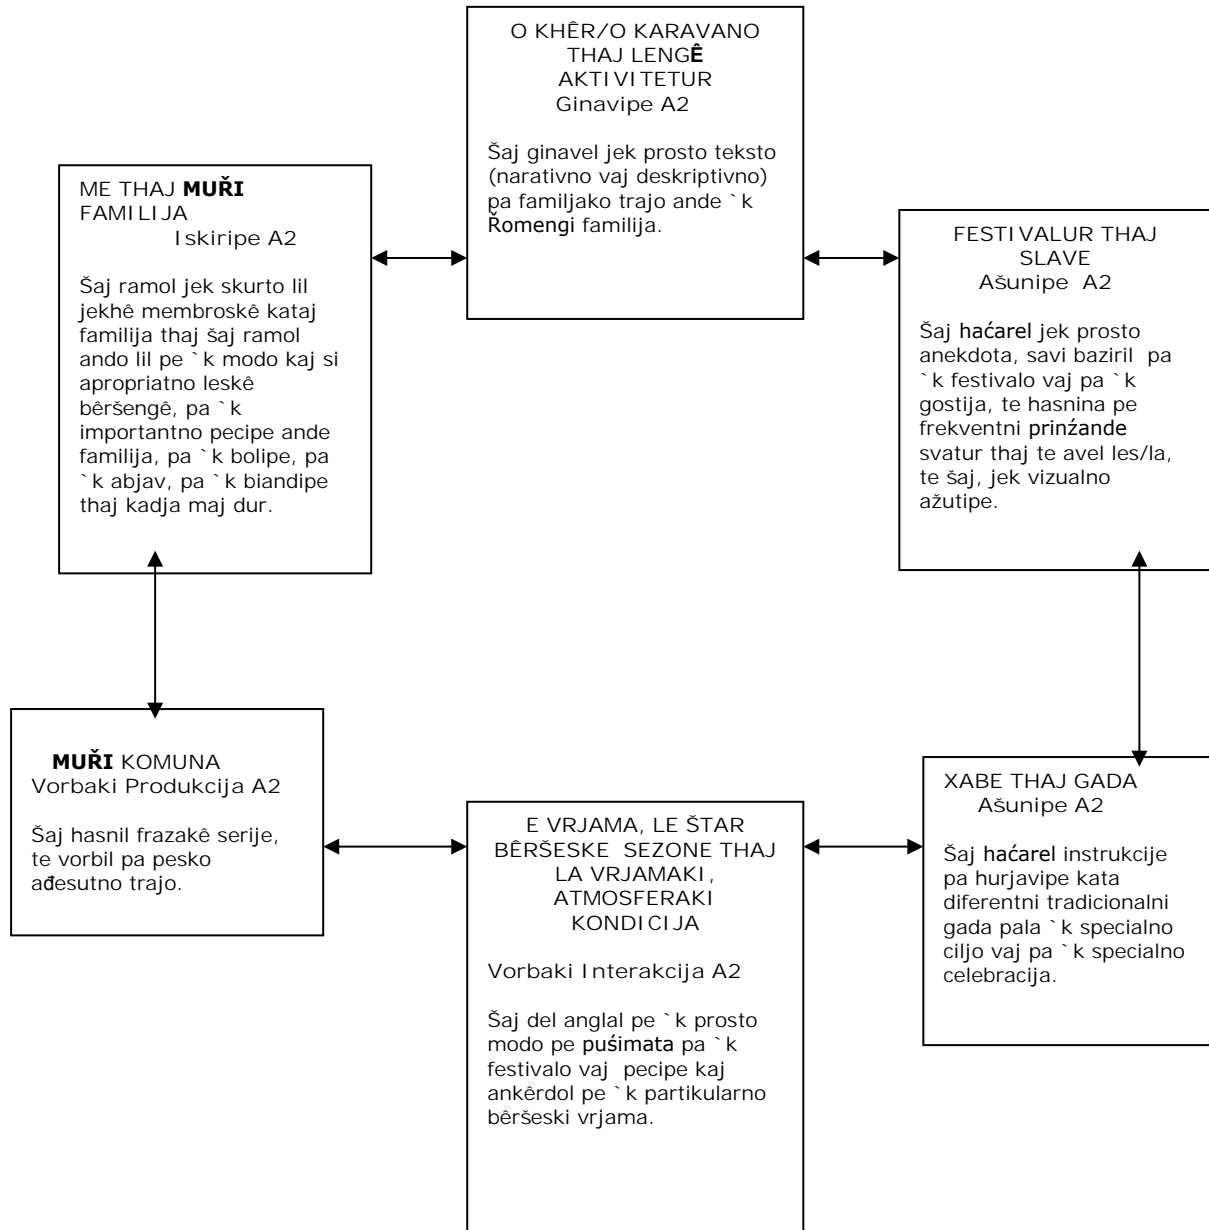 O KHÊR/O KARAVANO
THAJ LENGÊ
AKTIVITETUR
Ginavipe A2
Šaj ginavel jek prosto teksto
(narativno vaj deskriptivno)
pa familjako trajo ande `k
Řomengi familija.
ME THAJ MUŘI
FAMILIJA
Iskiripe A2
Šaj ramol jek skurto lil
jekhê membroskê kataj
familija thaj šaj ramol
ando lil pe `k modo kaj si
apropriatno leskê
bêršengê, pa `k
importantno pecipe ande
familija, pa `k bolipe, pa
`k abjav, pa `k biandipe
thaj kadja maj dur.
FESTIVALUR THAJ
SLAVE
Ašunipe A2
Šaj haćarel jek prosto
anekdota, savi baziril pa
`k festivalo vaj pa `k
gostija, te hasnina pe
frekventni prinźande
svatur thaj te avel les/la,
te šaj, jek vizualno
ažutipe.
MUŘI KOMUNA
Vorbaki Produkcija A2
Šaj hasnil frazakê serije,
te vorbil pa pesko
ađesutno trajo.
E VRJAMA, LE ŠTAR
BÊRŠESKE SEZONE THAJ
LA VRJAMAKI,
ATMOSFERAKI
KONDICIJA
Vorbaki Interakcija A2
Šaj del anglal pe `k prosto
modo pe puśimata pa `k
festivalo vaj pecipe kaj
ankêrdol pe `k partikularno
bêršeski vrjama.
XABE THAJ GADA
Ašunipe A2
Šaj haćarel instrukcije
pa hurjavipe kata
diferentni tradicionalni
gada pala `k specialno
ciljo vaj pa `k specialno
celebracija.